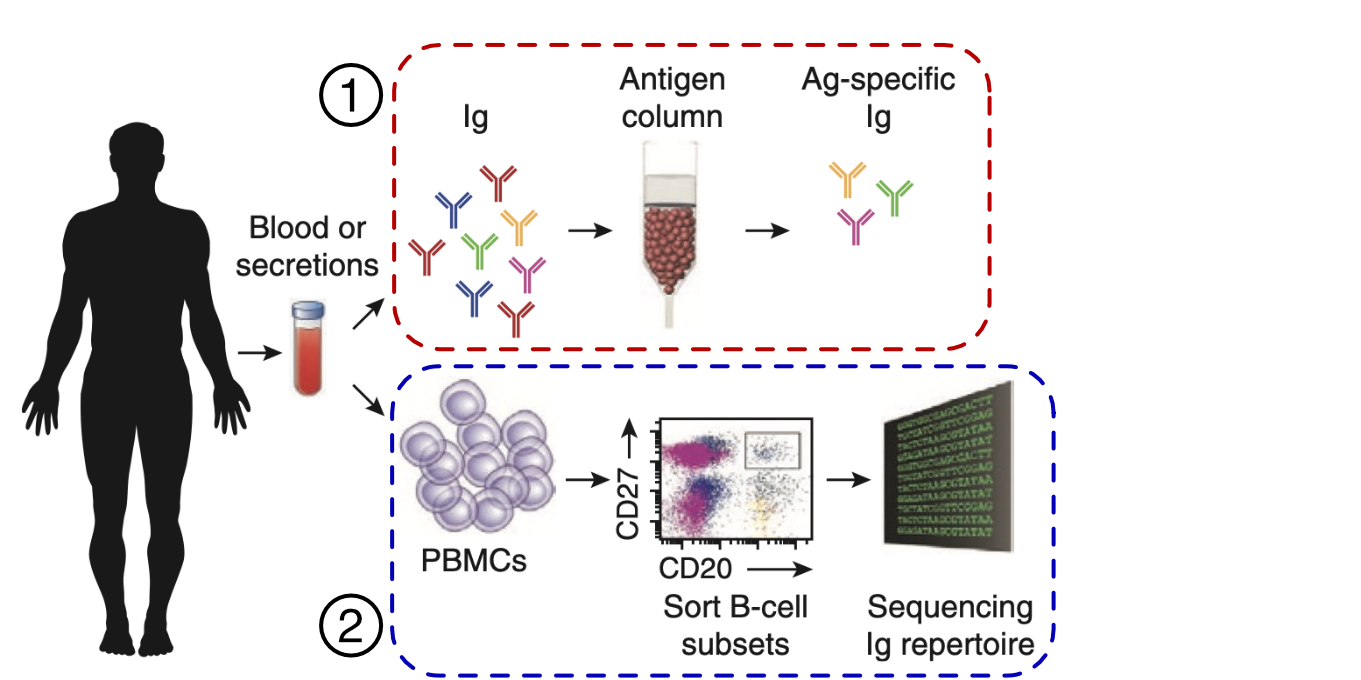 1
Ig
Antigen
column
Ag-specific
Ig
Blood or
secretions
PBMCs
CD27
CD20
Sort B-cell
subsets
Sequencing
Ig repertoire
2